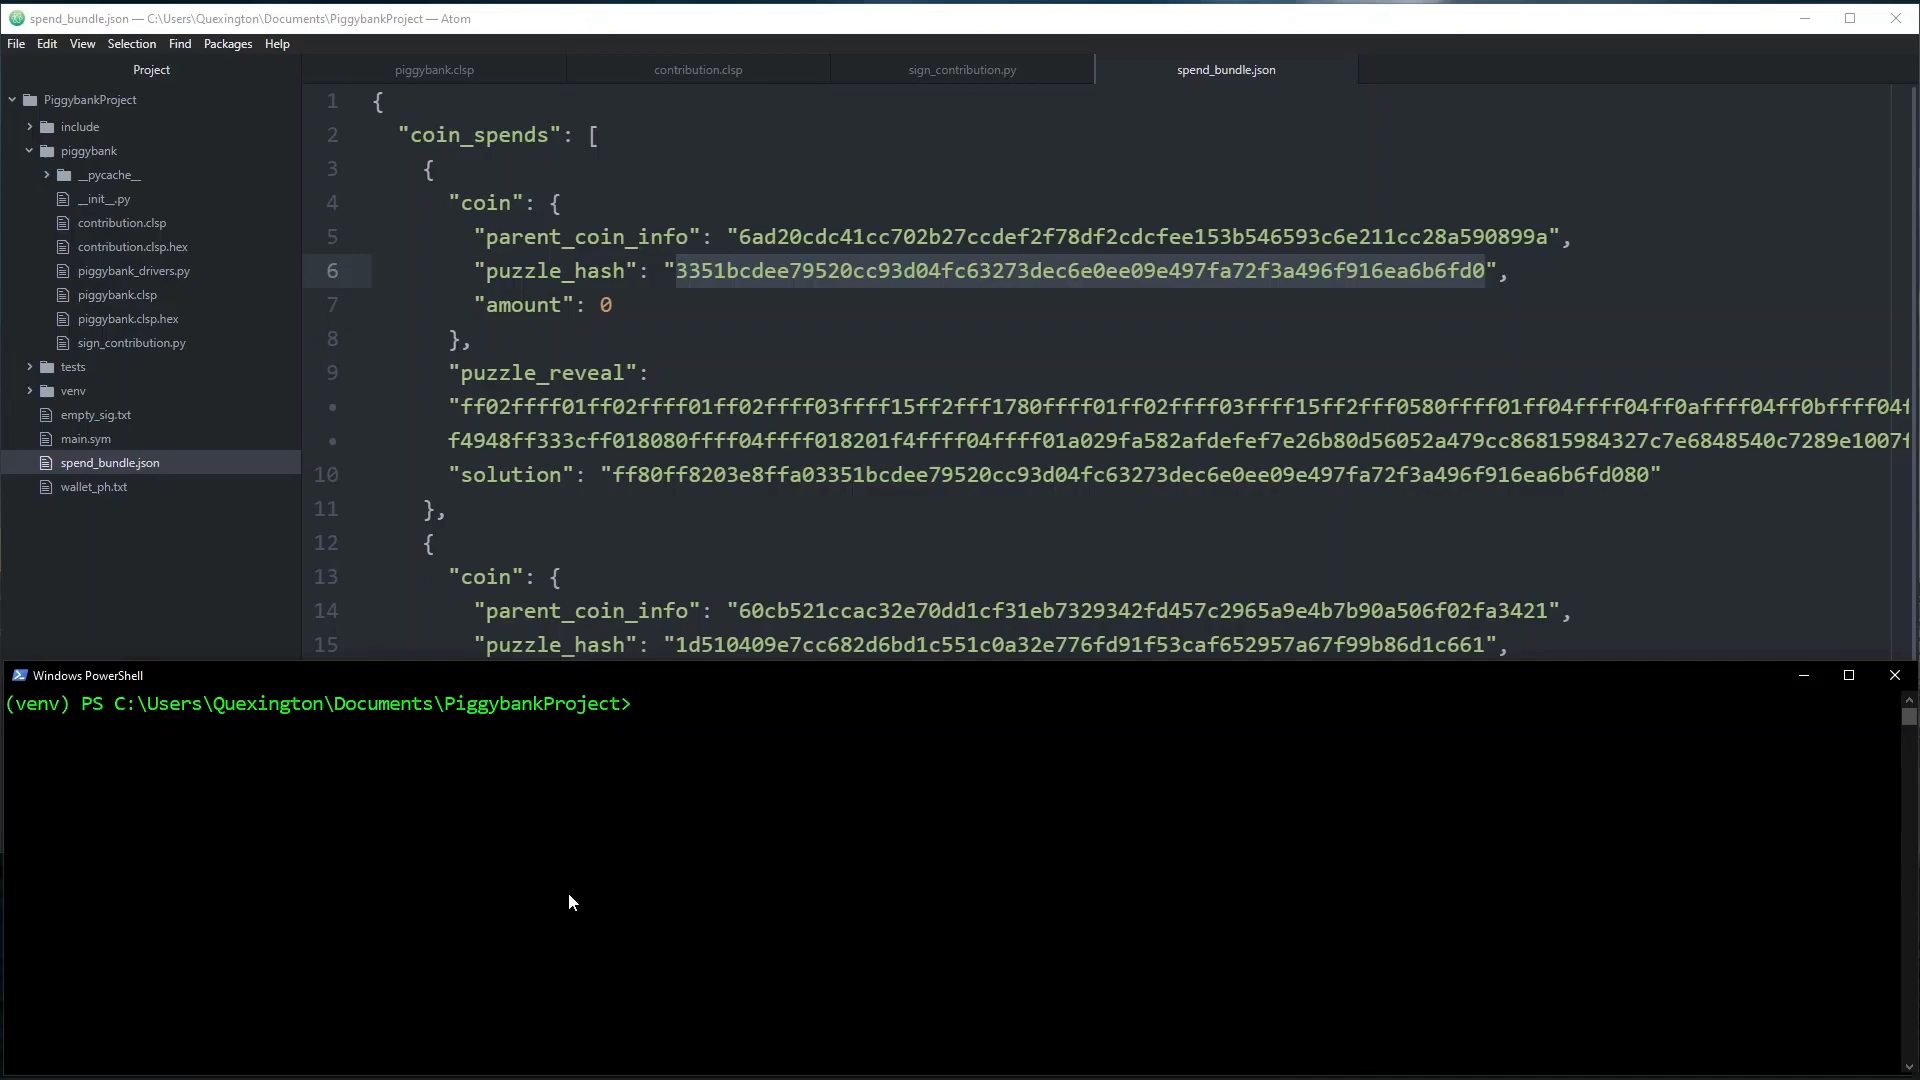 spend_bundle.json — C:\Users\Quexington\Documents\PiggybankProject — Atom
File Edit View Selection Find Packages Help
Project
PiggybankProject
include
piggybank
__pycache__
__init__.py
contribution.clsp
contribution.clsp.hex
piggybank_drivers.py
piggybank.clsp
piggybank.clsp.hex
sign_contribution.py
tests
venv
empty_sig.txt
main.sym
spend_bundle.json
wallet_ph.txt
piggybank.clsp contribution.clsp sign_contribution.py spend_bundle.json
1 {
2 "coin_spends": [
3 {
4 "coin": {
5 "parent_coin_info": "6ad20cdc41cc702b27ccdef2f78df2cdcfee153b546593c6e211cc28a590899a",
6 "puzzle_hash": "3351bcdee79520cc93d04fc63273dec6e0ee09e497fa72f3a496f916ea6b6fd0",
7 "amount": 0
8 },
9 "puzzle_reveal":
• "ff02ffff01ff02ffff01ff02ffff03ffff15ff2fff1780ffff01ff02ffff03ffff15ff2fff0580ffff01ff04ffff04ff0affff04ff0bffff04f
• f4948ff333cff018080ffff04ffff018201f4ffff04ffff01a029fa582afdefef7e26b80d56052a479cc86815984327c7e6848540c7289e1007f
10 "solution": "ff80ff8203e8ffa03351bcdee79520cc93d04fc63273dec6e0ee09e497fa72f3a496f916ea6b6fd080"
11 },
12 {
13 "coin": {
14 "parent_coin_info": "60cb521ccac32e70dd1cf31eb7329342fd457c2965a9e4b7b90a506f02fa3421",
15 "puzzle_hash": "1d510409e7cc682d6bd1c551c0a32e776fd91f53caf652957a67f99b86d1c661",
Windows PowerShell
(venv) PS C:\Users\Quexington\Documents\PiggybankProject>